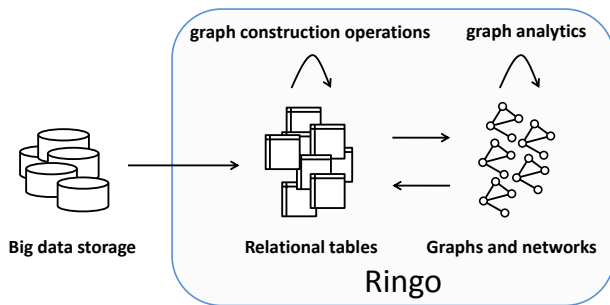 graph construction operations
graph analytics
Big data storage
Relational tables
Graphs and networks
Ringo